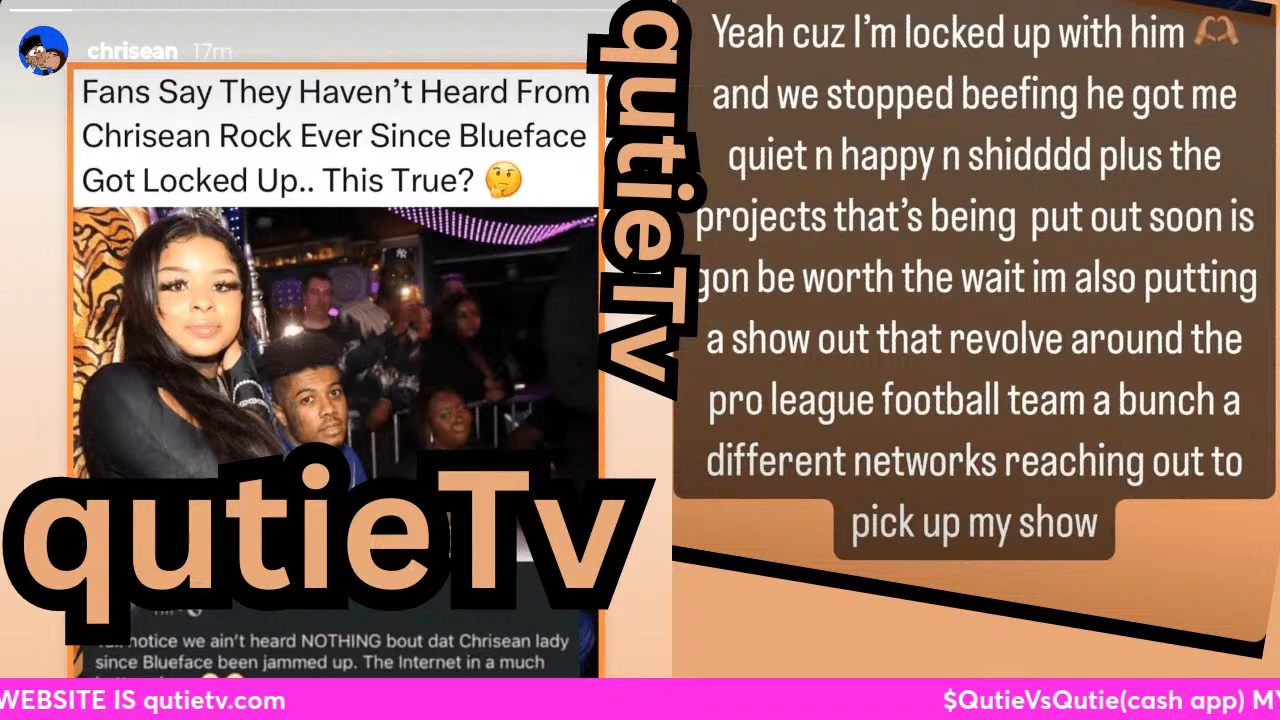 chrisean 17m
Fans Say They Haven't Heard From
Chrisean Rock Ever Since Blueface
Got Locked Up.. This True? 🤔
qutieTv
notice we ain't heard NOTHING bout dat Chrisean lady
since Blueface been jammed up. The Internet in a much
qutieTv
Yeah cuz I'm locked up with him 🫶🏽
and we stopped beefing he got me
quiet n happy n shidddd plus the
projects that's being put out soon is
gon be worth the wait im also putting
a show out that revolve around the
pro league football team a bunch a
different networks reaching out to
pick up my show
WEBSITE IS qutietv.com
$QutieVsQutie(cash app) MY